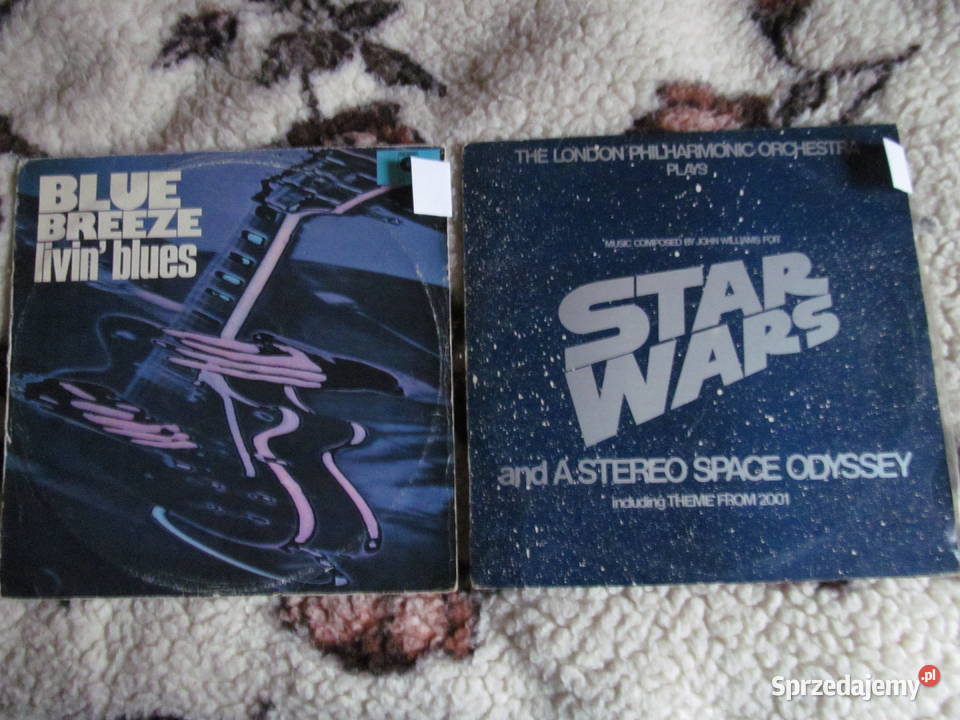 BLUE
BREEZE
livin' blues
THE LONDON PHILHARMONIC ORCHESTRA
PLAYS
MUSIC COMPOSED BY JOHN WILLIAMS FOR
STAR
WARS
and A STEREO SPACE ODYSSEY
including THEME FROM 2001
Sprzedajemy.pl